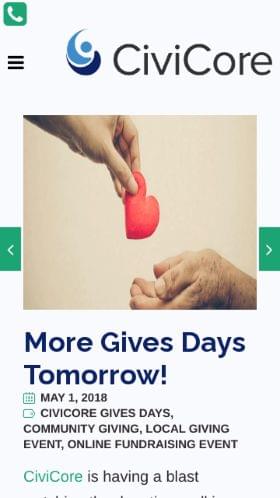 CiviCore
More Gives Days
Tomorrow!
MAY 1, 2018
CIVICORE GIVES DAYS,
COMMUNITY GIVING, LOCAL GIVING
EVENT, ONLINE FUNDRAISING EVENT
CiviCore is having a blast